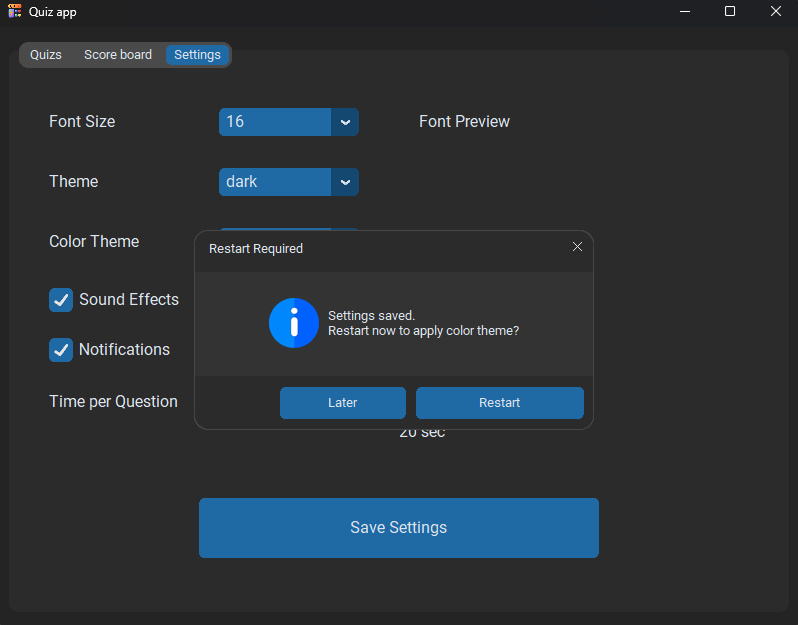 Quiz app
Quizs Score board Settings
Font Size 16 Font Preview
Theme dark
Color Theme
Restart Required
Sound Effects
Settings saved.
Restart now to apply color theme?
Notifications
Time per Question
Later Restart
20 sec
Save Settings